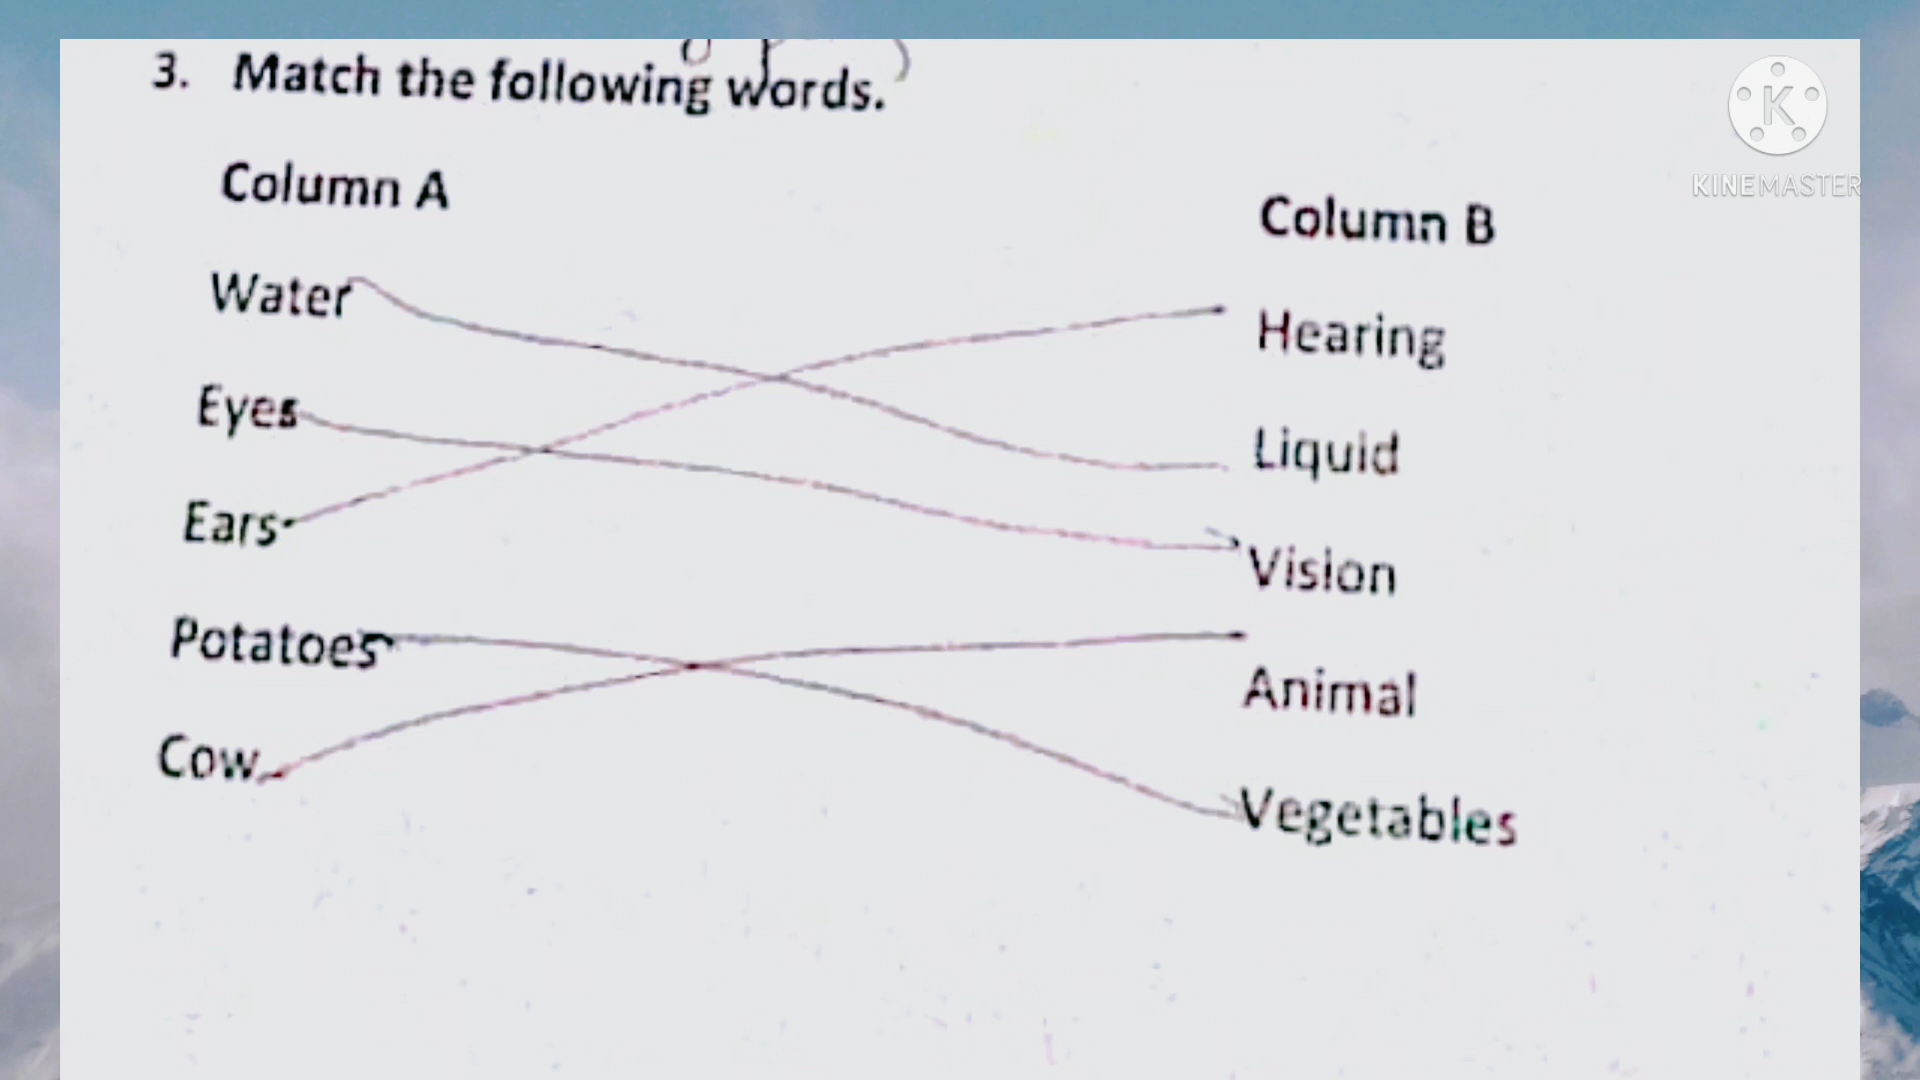 3. Match the following words.
Column A
Column B
Water
Hearing
Eyes
Liquid
Ears
Vision
Potatoes
Animal
Cow
Vegetables
K
KINEMASTER